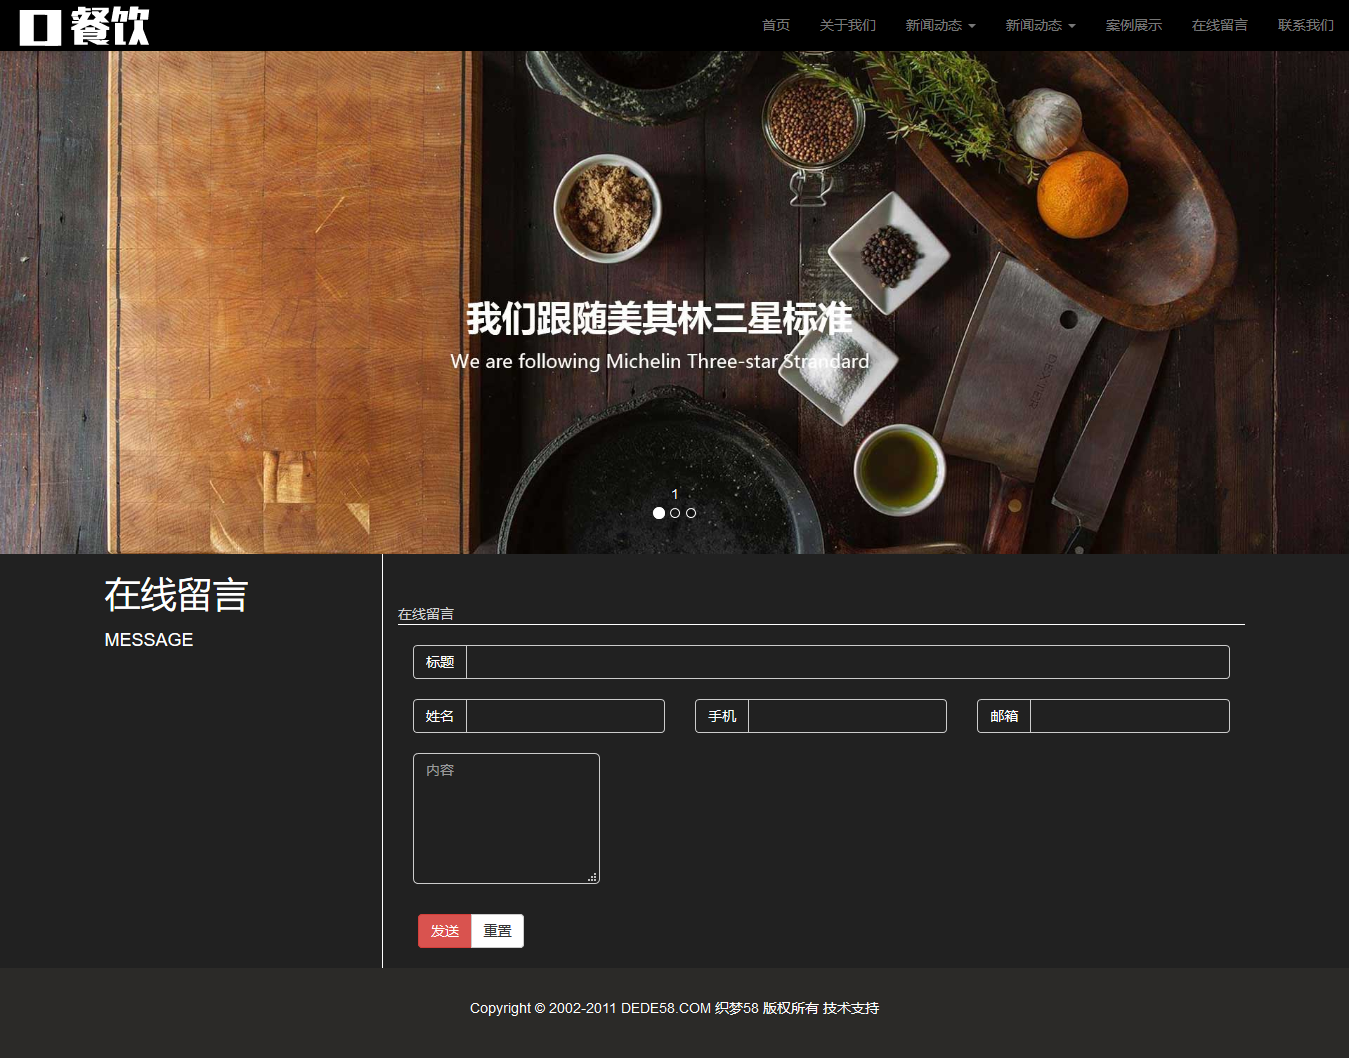 口餐饮
首页 关于我们 新闻动态 新闻动态 案例展示 在线留言 联系我们
我们跟随美其林三星标准
We are following Michelin Three-star Strandard
1
在线留言
MESSAGE
在线留言
标题
姓名 手机 邮箱
内容
发送 重置
Copyright © 2002-2011 DEDE58.COM 织梦58 版权所有 技术支持